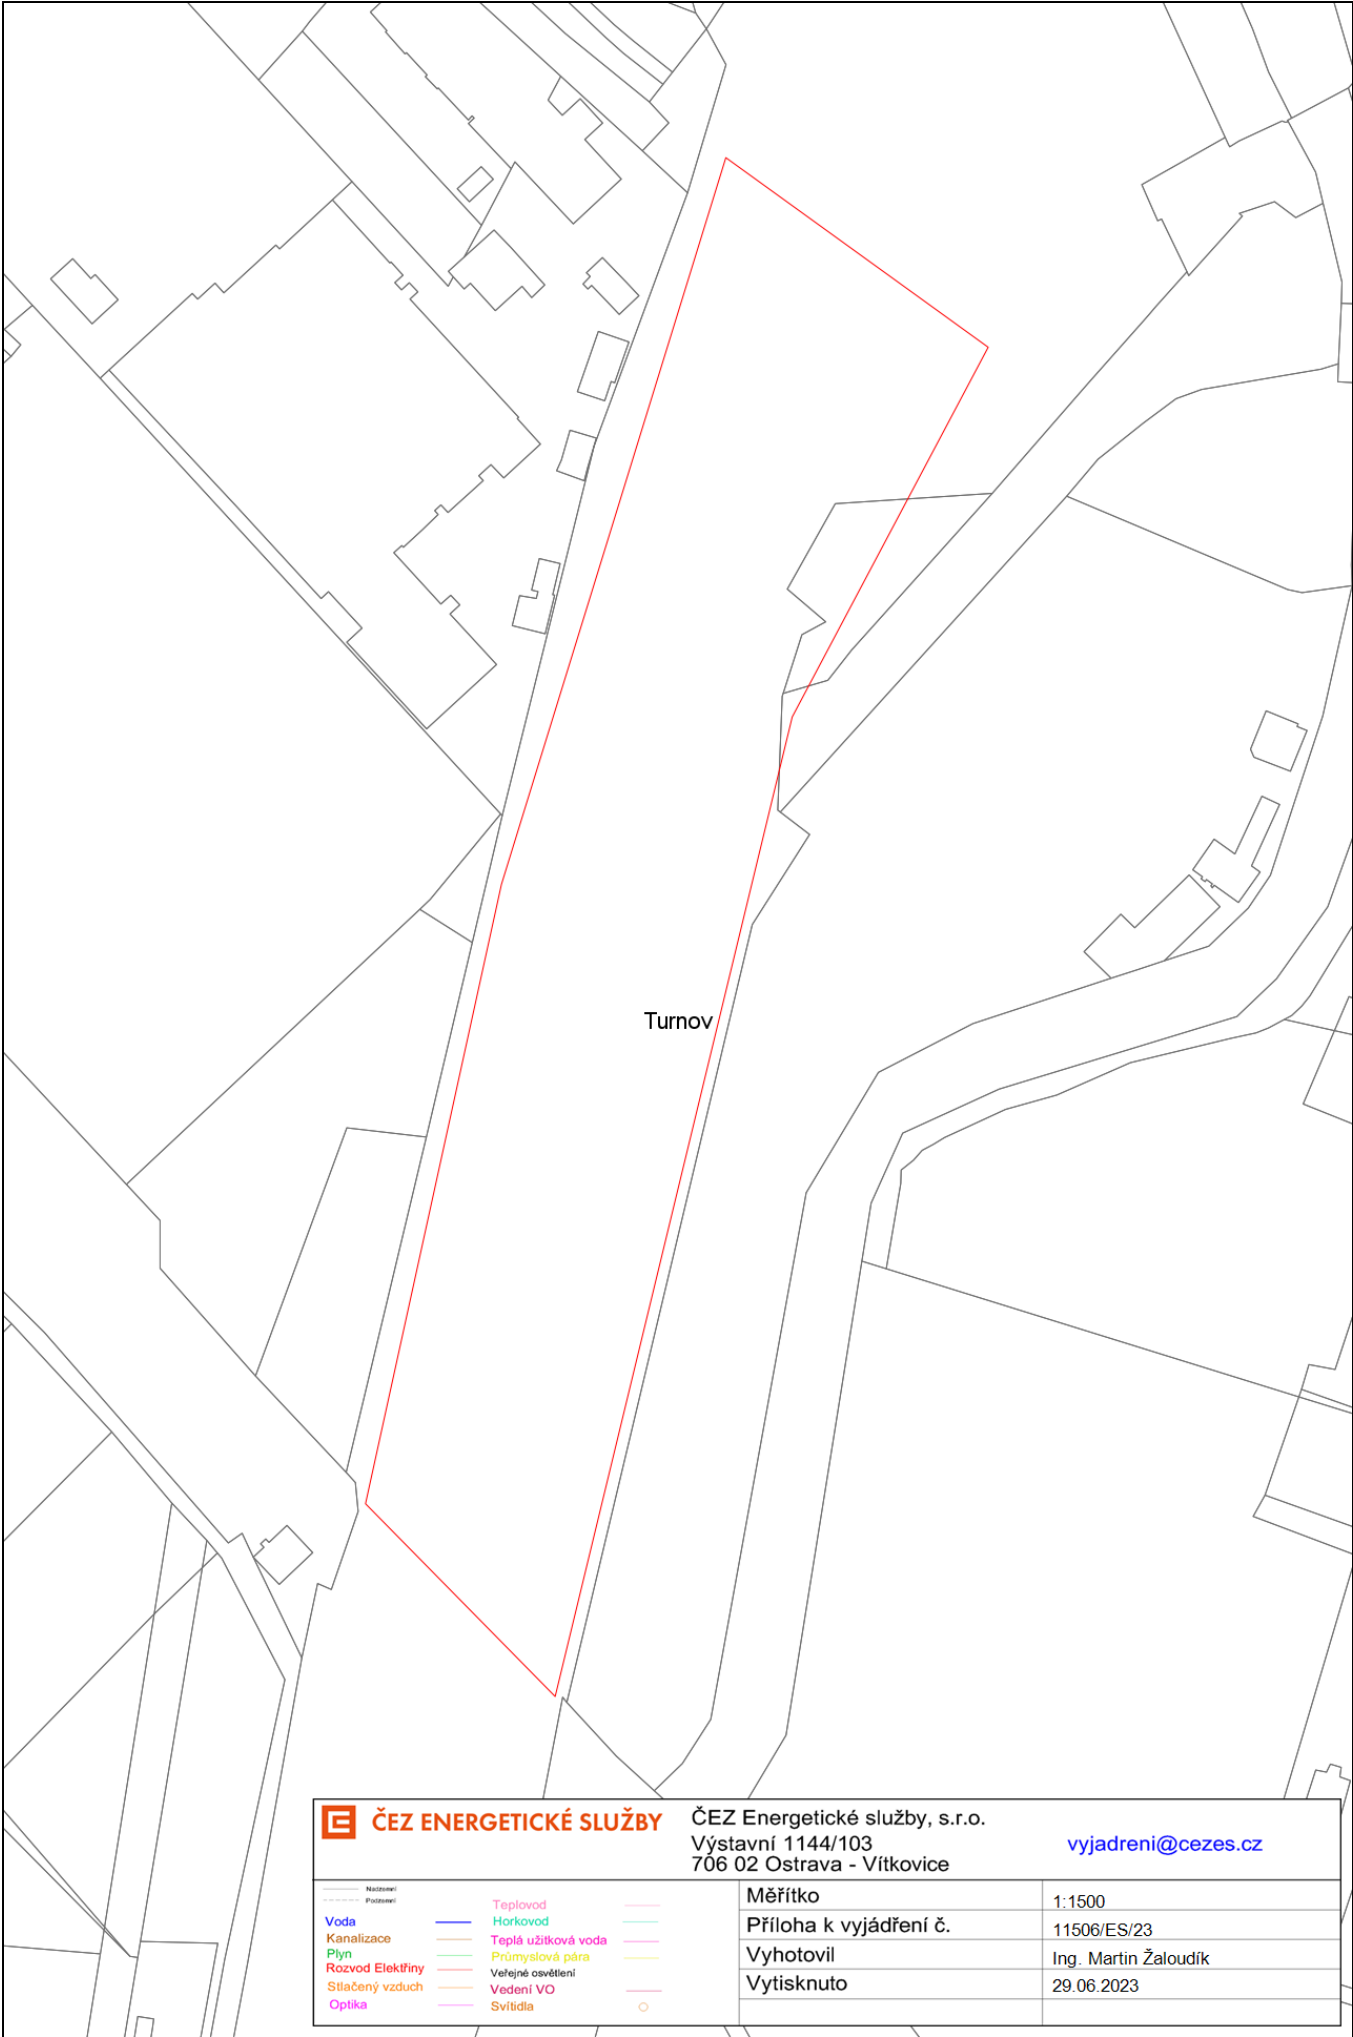 Turnov
ČEZ ENERGETICKÉ SLUŽBY
ČEZ Energetické služby, s.r.o.
Výstavní 1144/103
706 02 Ostrava - Vítkovice
vyjadreni@cezes.cz
Nadzemní
Podzemní
Voda
Kanalizace
Plyn
Rozvod Elektřiny
Stlačený vzduch
Optika
Teplovod
Horkovod
Teplá užitková voda
Průmyslová pára
Veřejné osvětlení
Vedení VO
Svítidla
Měřítko 1:1500
Příloha k vyjádření č. 11506/ES/23
Vyhotovil Ing. Martin Žaloudík
Vytisknuto 29.06.2023